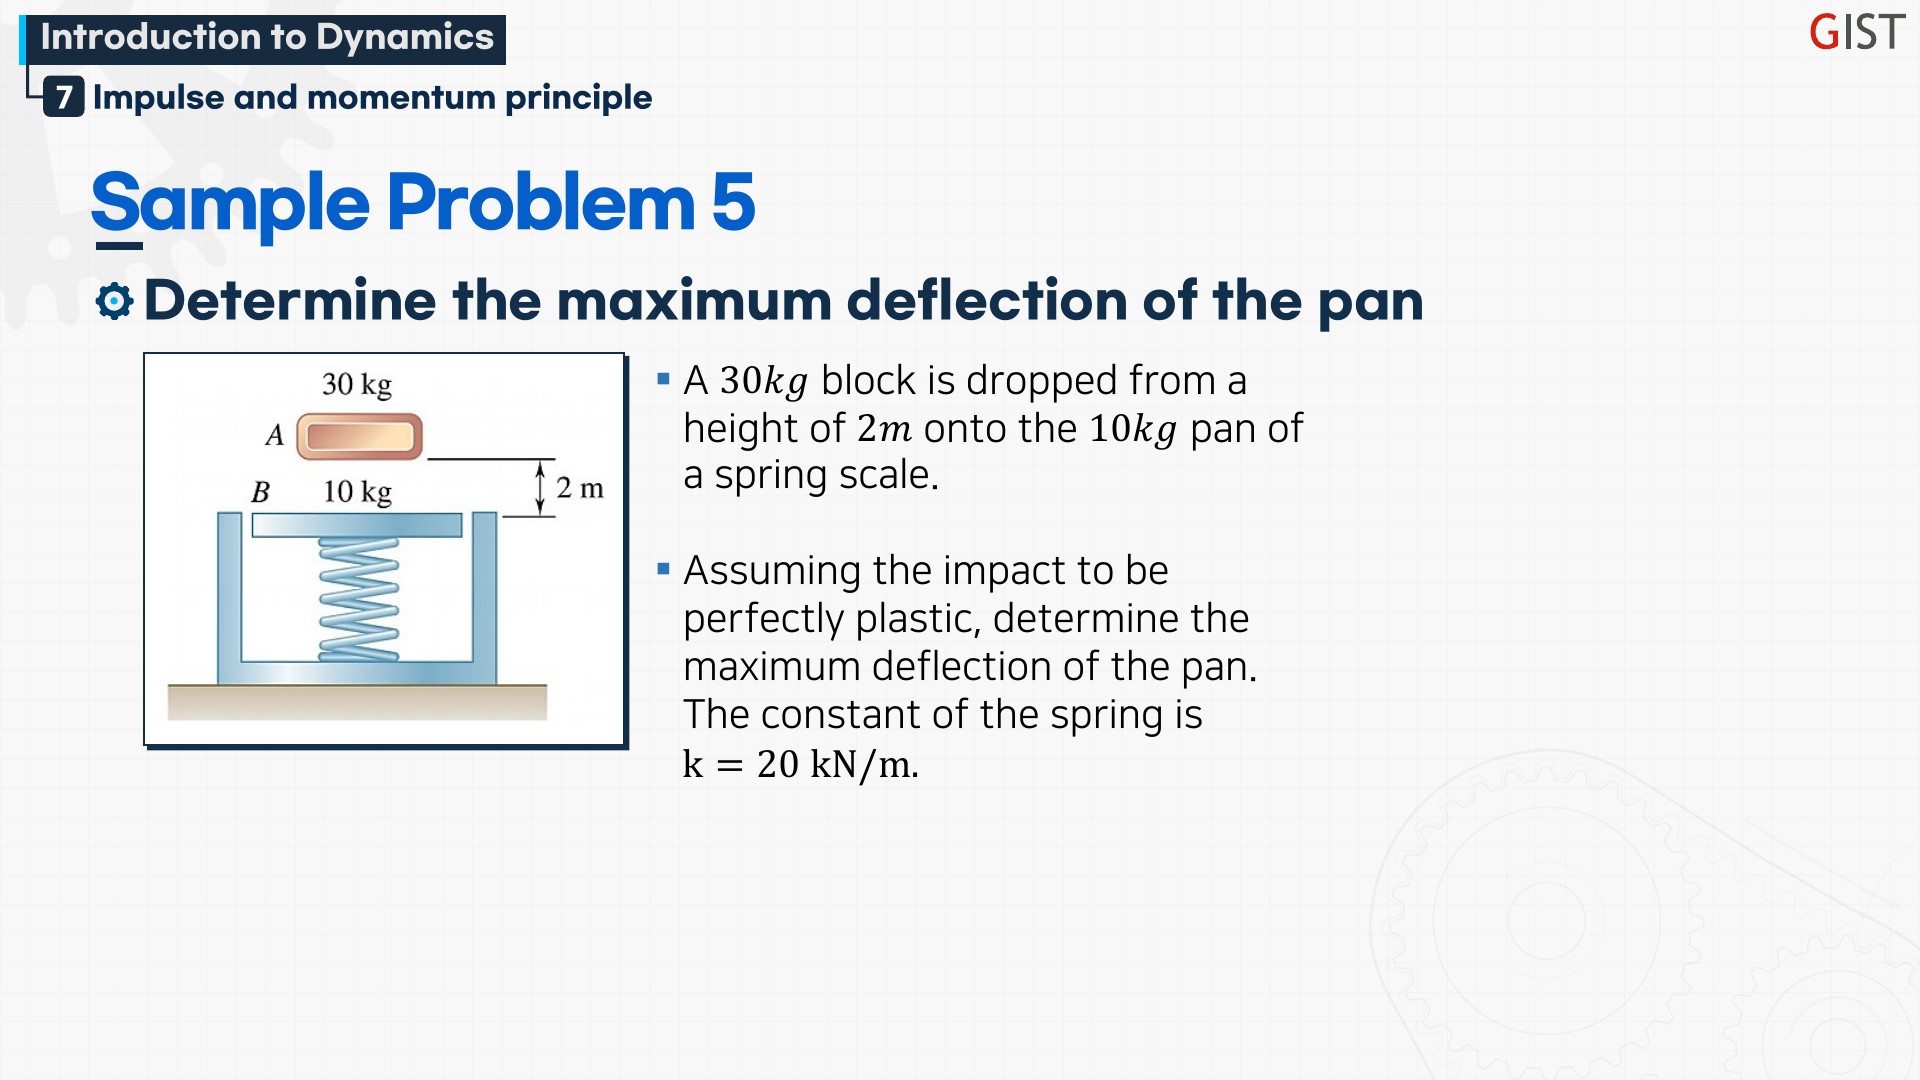 Introduction to Dynamics
GIST
7 Impulse and momentum principle
Sample Problem 5
Determine the maximum deflection of the pan
30 kg
A
B 10 kg
2 m
▪ A 30kg block is dropped from a
height of 2m onto the 10kg pan of
a spring scale.
▪ Assuming the impact to be
perfectly plastic, determine the
maximum deflection of the pan.
The constant of the spring is
k = 20 kN/m.